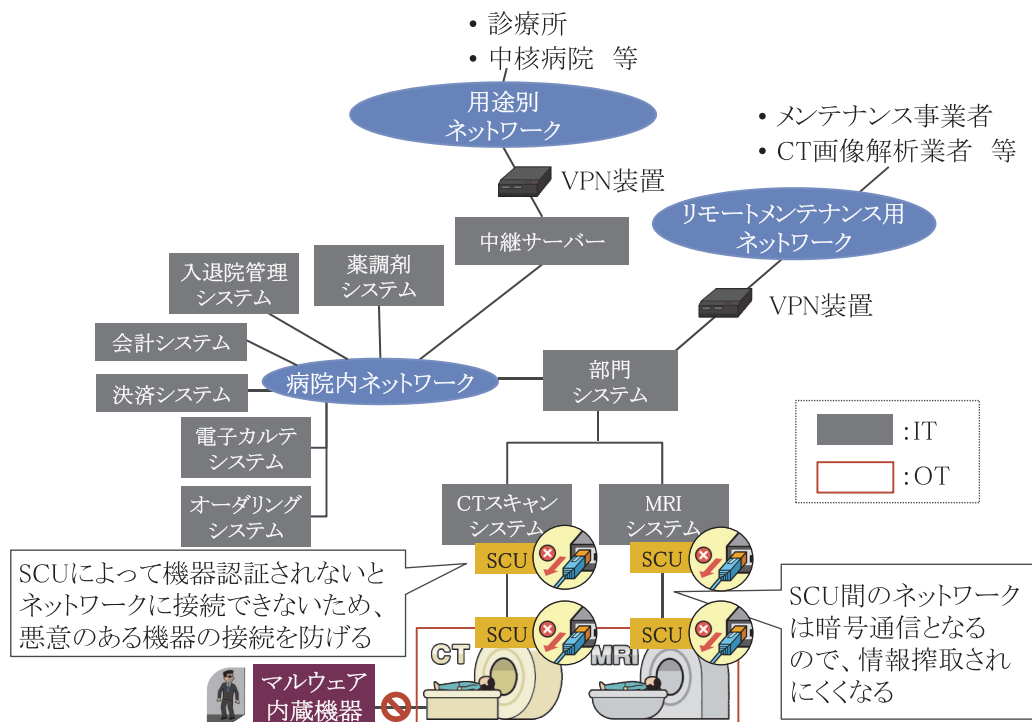 • 診療所
• 中核病院 等
用途別
ネットワーク
• メンテナンス事業者
• CT画像解析業者 等
VPN装置
リモートメンテナンス用
ネットワーク
中継サーバー
入退院管理
システム
薬調剤
システム
VPN装置
会計システム
病院内ネットワーク
部門
システム
決済システム
電子カルテ
システム
:IT
:OT
オーダリング
システム
CTスキャン
システム
MRI
システム
SCU
SCU
SCUによって機器認証されないと
ネットワークに接続できないため、
悪意のある機器の接続を防げる
SCU間のネットワーク
は暗号通信となる
ので、情報搾取され
にくくなる
SCU
SCU
CT
MRI
マルウェア
内蔵機器